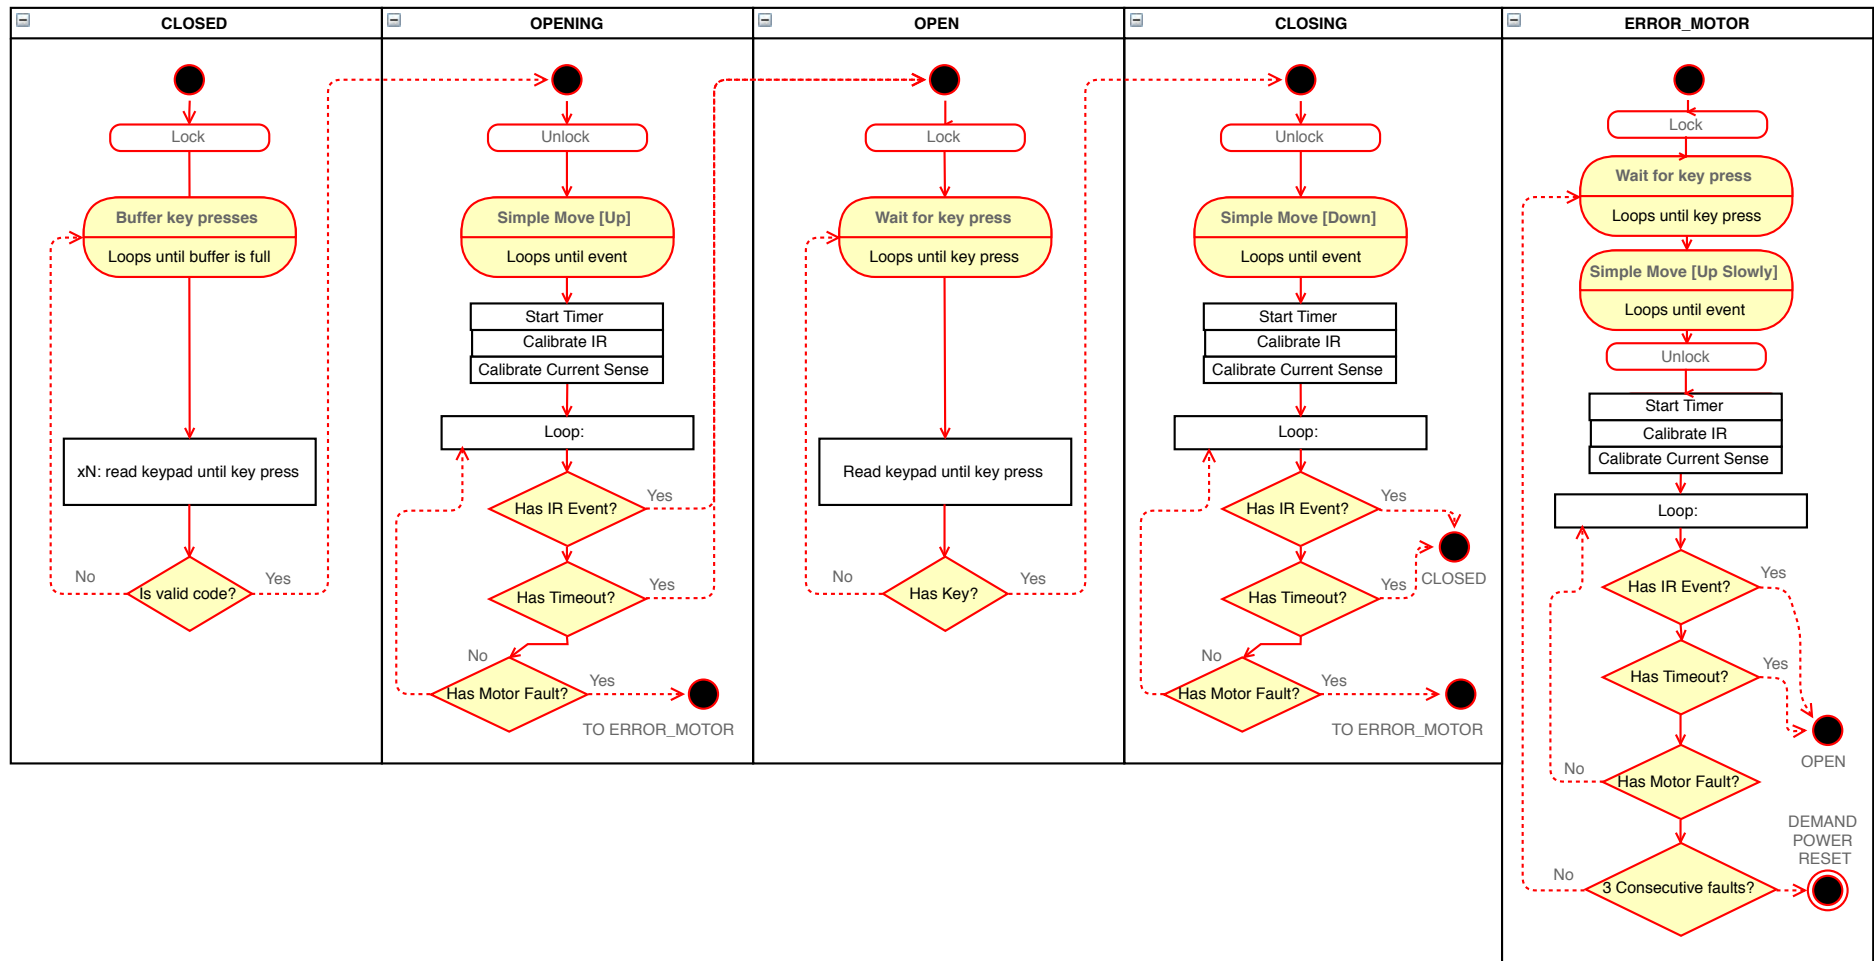 CLOSED
Lock
Buffer key presses
Loops until buffer is full
xN: read keypad until key press
Is valid code?
No
Yes
OPENING
Unlock
Simple Move [Up]
Loops until event
Start Timer
Calibrate IR
Calibrate Current Sense
Loop:
Has IR Event?
Yes
Has Timeout?
Yes
No
Has Motor Fault?
Yes
TO ERROR_MOTOR
OPEN
Lock
Wait for key press
Loops until key press
Read keypad until key press
No
Has Key?
Yes
CLOSING
Unlock
Simple Move [Down]
Loops until event
Start Timer
Calibrate IR
Calibrate Current Sense
Loop:
Has IR Event?
Yes
CLOSED
Has Timeout?
Yes
No
Has Motor Fault?
Yes
TO ERROR_MOTOR
ERROR_MOTOR
Lock
Wait for key press
Loops until key press
Simple Move [Up Slowly]
Loops until event
Unlock
Start Timer
Calibrate IR
Calibrate Current Sense
Loop:
Has IR Event?
Yes
Has Timeout?
Yes
OPEN
No
Has Motor Fault?
DEMAND
POWER
RESET
No
3 Consecutive faults?